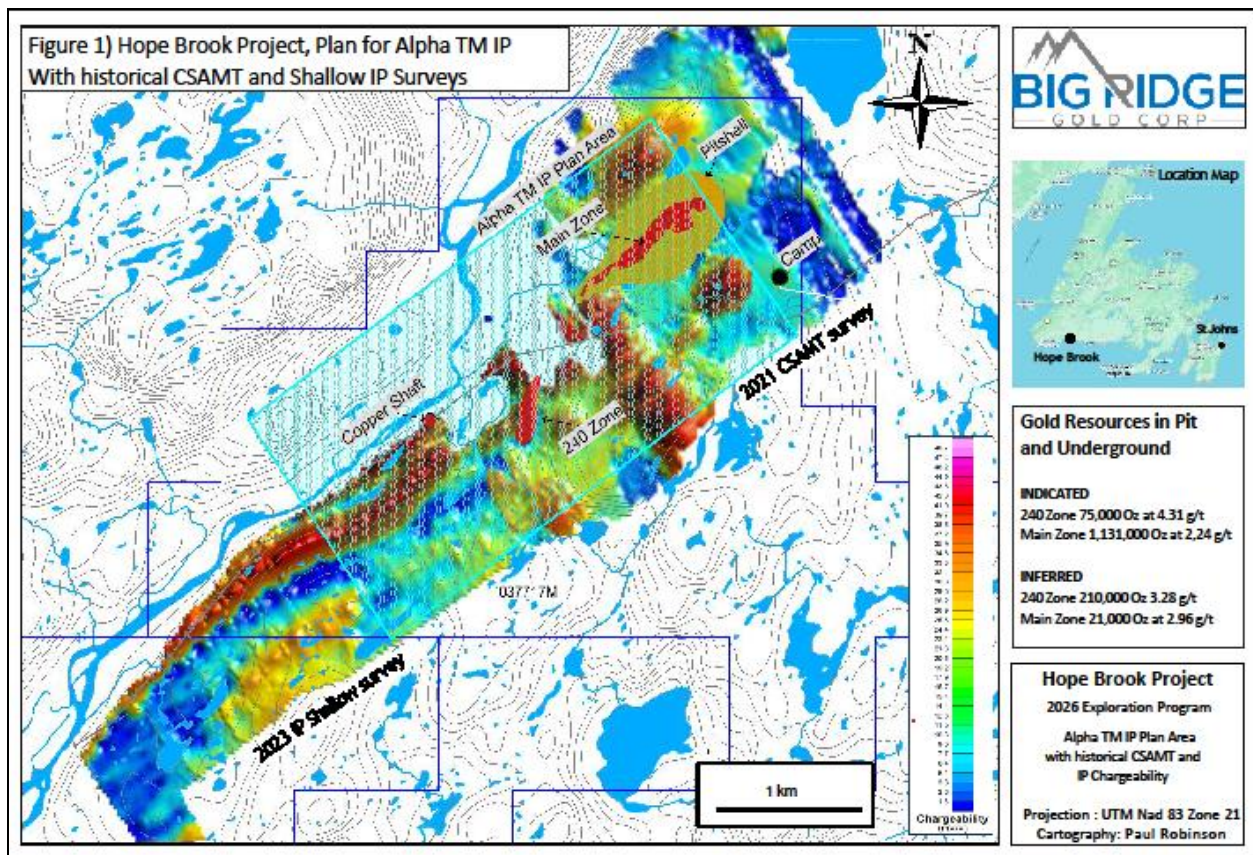 Figure 1) Hope Brook Project, Plan for Alpha TM IP
With historical CSAMT and Shallow IP Surveys
N
Alpha TM IP Plan Area
Pitshell
Main Zone
Camp
Copper Shaft
240 Zone
2021 CSAMT survey
2023 IP Shallow survey
037717M
1 km
Chargeability
BIG RIDGE
GOLD CORP
Location Map
St Johns
Hope Brook
Gold Resources in Pit
and Underground
INDICATED
240 Zone 75,000 Oz at 4.31 g/t
Main Zone 1,131,000 Oz at 2,24 g/t
INFERRED
240 Zone 210,000 Oz 3.28 g/t
Main Zone 21,000 Oz at 2.96 g/t
Hope Brook Project
2026 Exploration Program
Alpha TM IP Plan Area
with historical CSAMT and
IP Chargeability
Projection : UTM Nad 83 Zone 21
Cartography: Paul Robinson